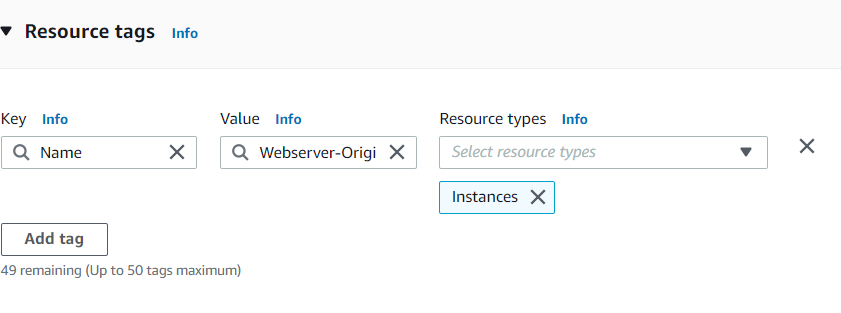 Resource tags Info
Key Info Value Info Resource types Info
Name Webserver-Origi Select resource types
Instances
Add tag
49 remaining (Up to 50 tags maximum)